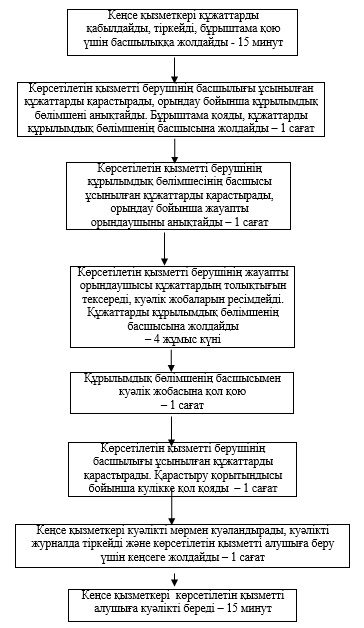 Кеңсе қызметкері құжаттарды
қабылдайды, тіркейді, бұрыштама қою
үшін басшылыққа жолдайды - 15 минут
Көрсетілетін қызметті берушінің басшылығы ұсынылған
құжаттарды қарастырады, орындау бойынша құрылымдық
бөлімшені анықтайды. Бұрыштама қояды, құжаттарды
құрылымдық бөлімшенің басшысына жолдайды – 1 сағат
Көрсетілетін қызметті берушінің
құрылымдық бөлімшесінің басшысы
ұсынылған құжаттарды қарастырады,
орындау бойынша жауапты
орындаушыны анықтайды – 1 сағат
Көрсетілетін қызметті берушінің жауапты
орындаушысы құжаттардың толықтығын
тексереді, куәлік жобаларын ресімдейді.
Құжаттарды құрылымдық бөлімшенің
басшысына жолдайды
– 4 жұмыс күні
Құрылымдық бөлімшенің басшысымен
куәлік жобасына қол қою
– 1 сағат
Көрсетілетін қызметті берушінің
басшылығы ұсынылған құжаттарды
қарастырады. Қарастыру қорытындысы
бойынша кулікке қол қояды – 1 сағат
Кеңсе қызметкері куәлікті мөрмен куәландырады, куәлікті
журналда тіркейді және көрсетілетін қызметті алушыға беру
үшін кеңсеге жолдайды – 1 сағат
Кеңсе қызметкері көрсетілетін қызметті
алушыға куәлікті береді – 15 минут